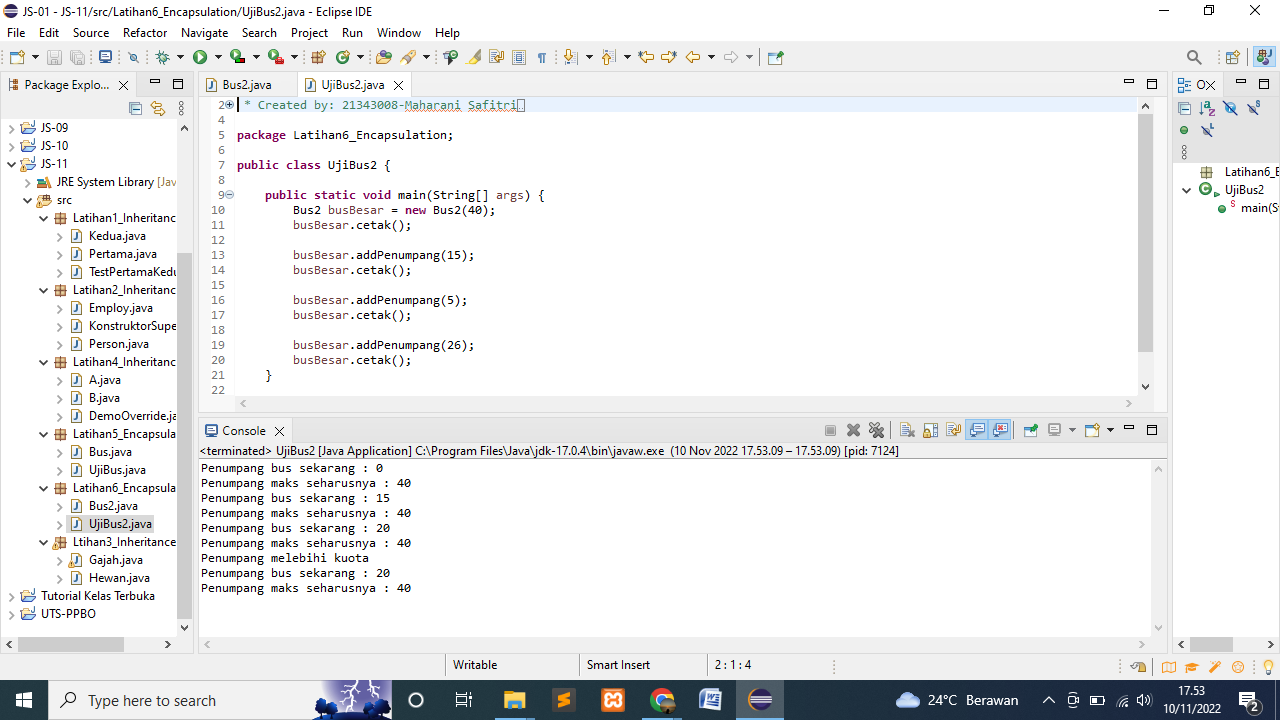 JS-01 - JS-11/src/Latihan6_Encapsulation/UjiBus2.java - Eclipse IDE
File Edit Source Refactor Navigate Search Project Run Window Help
Package Explo...
JS-09
JS-10
JS-11
JRE System Library [Jav
src
Latihan1_Inheritanc
Kedua.java
Pertama.java
TestPertamaKedu
Latihan2_Inheritanc
Employ.java
KonstruktorSupe
Person.java
Latihan4_Inheritanc
A.java
B.java
DemoOverride.ja
Latihan5_Encapsula
Bus.java
UjiBus.java
Latihan6_Encapsula
Bus2.java
UjiBus2.java
Ltihan3_Inheritance
Gajah.java
Hewan.java
Tutorial Kelas Terbuka
UTS-PPBO
Bus2.java UjiBus2.java
2 * Created by: 21343008-Maharani Safitri
4
5 package Latihan6_Encapsulation;
6
7 public class UjiBus2 {
8
9 public static void main(String[] args) {
10 Bus2 busBesar = new Bus2(40);
11 busBesar.cetak();
12
13 busBesar.addPenumpang(15);
14 busBesar.cetak();
15
16 busBesar.addPenumpang(5);
17 busBesar.cetak();
18
19 busBesar.addPenumpang(26);
20 busBesar.cetak();
21 }
22
O
Latihan6_E
UjiBus2
S main(S
Console
<terminated> UjiBus2 [Java Application] C:\Program Files\Java\jdk-17.0.4\bin\javaw.exe (10 Nov 2022 17.53.09 – 17.53.09) [pid: 7124]
Penumpang bus sekarang : 0
Penumpang maks seharusnya : 40
Penumpang bus sekarang : 15
Penumpang maks seharusnya : 40
Penumpang bus sekarang : 20
Penumpang maks seharusnya : 40
Penumpang melebihi kuota
Penumpang bus sekarang : 20
Penumpang maks seharusnya : 40
Writable Smart Insert 2 : 1 : 4
Type here to search
24°C Berawan
17.53
10/11/2022
2